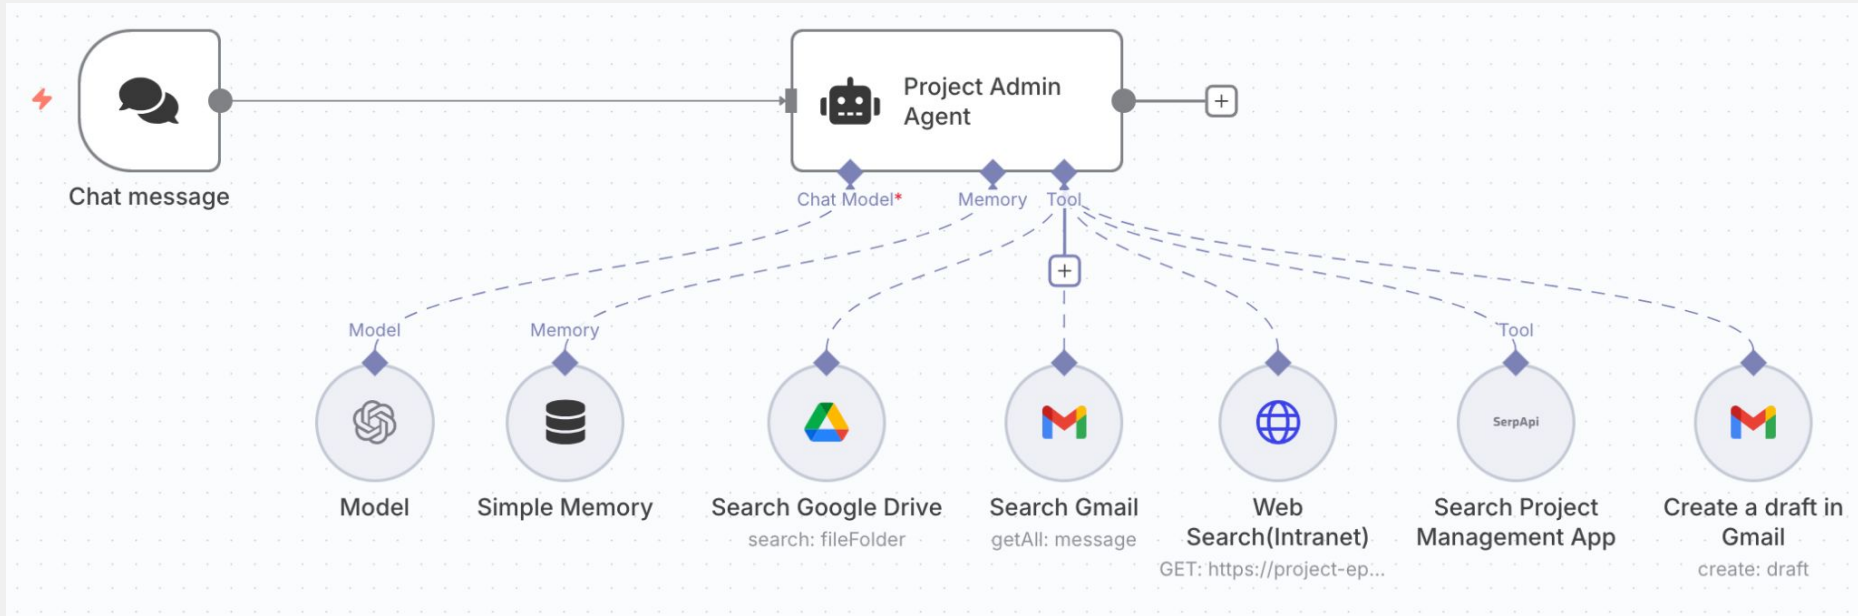 Project Admin
Agent
Chat message
Chat Model*
Memory
Tool
Model
Memory
Tool
SerpApi
Model
Simple Memory
Search Google Drive
search: fileFolder
Search Gmail
getAll: message
Web
Search(Intranet)
GET: https://project-ep...
Search Project
Management App
Create a draft in
Gmail
create: draft